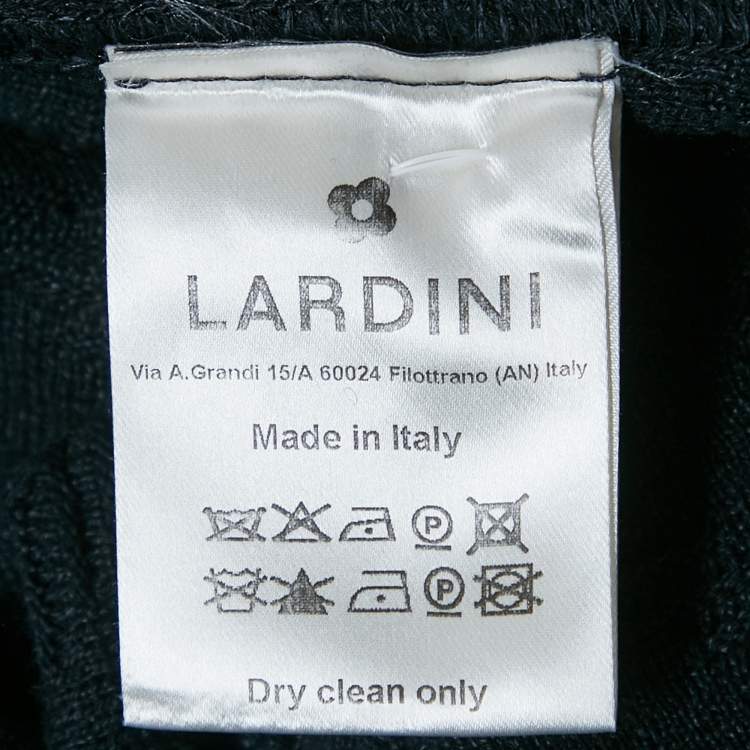 LARDINI
Via A.Grandi 15/A 60024 Filottrano (AN) Italy
Made in Italy
P
P
Dry clean only